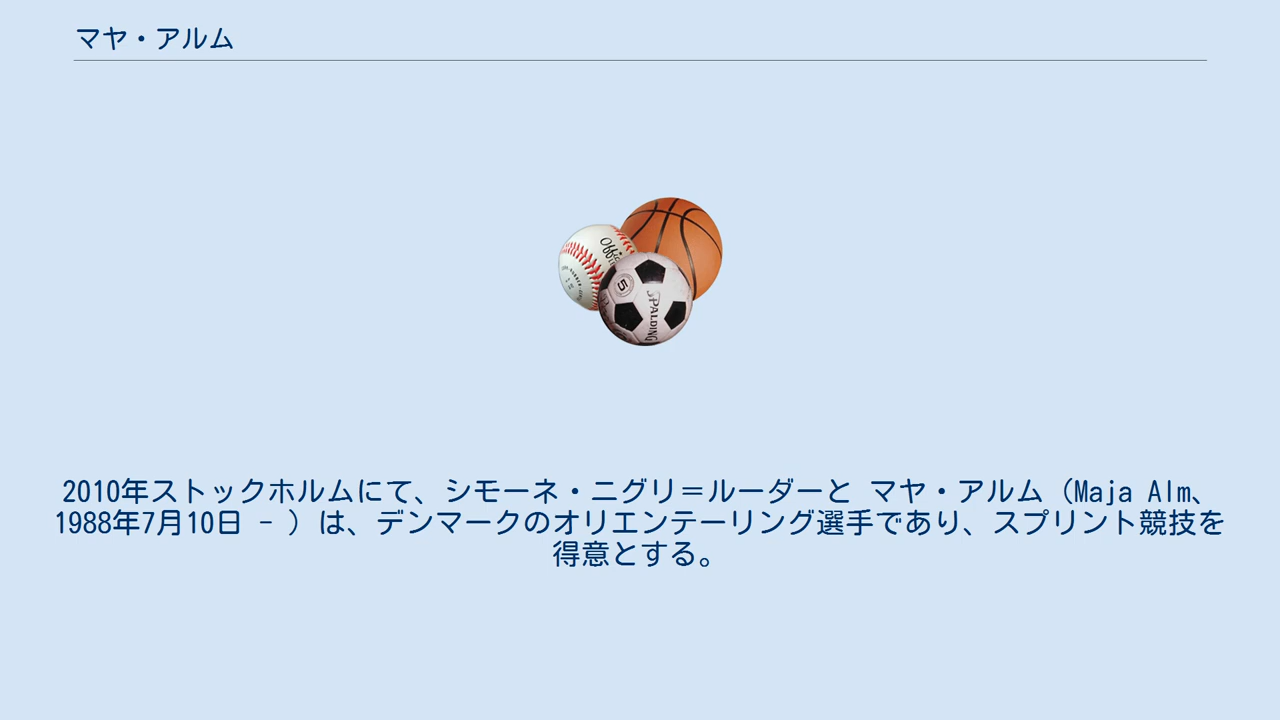 マヤ・アルム
Offic
5
SPALDING
2010年ストックホルムにて、シモーネ・ニグリ＝ルーダーと マヤ・アルム（Maja Alm、
1988年7月10日 - ）は、デンマークのオリエンテーリング選手であり、スプリント競技を
得意とする。